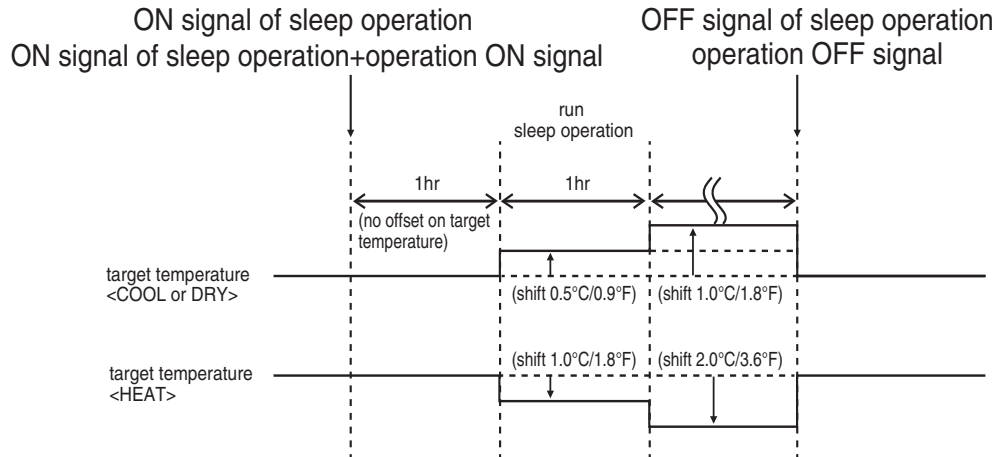 ON signal of sleep operation
ON signal of sleep operation+operation ON signal
OFF signal of sleep operation
operation OFF signal
run
sleep operation
1hr
1hr
(no offset on target
temperature)
target temperature
<COOL or DRY>
(shift 0.5°C/0.9°F)
(shift 1.0°C/1.8°F)
(shift 1.0°C/1.8°F)
(shift 2.0°C/3.6°F)
target temperature
<HEAT>